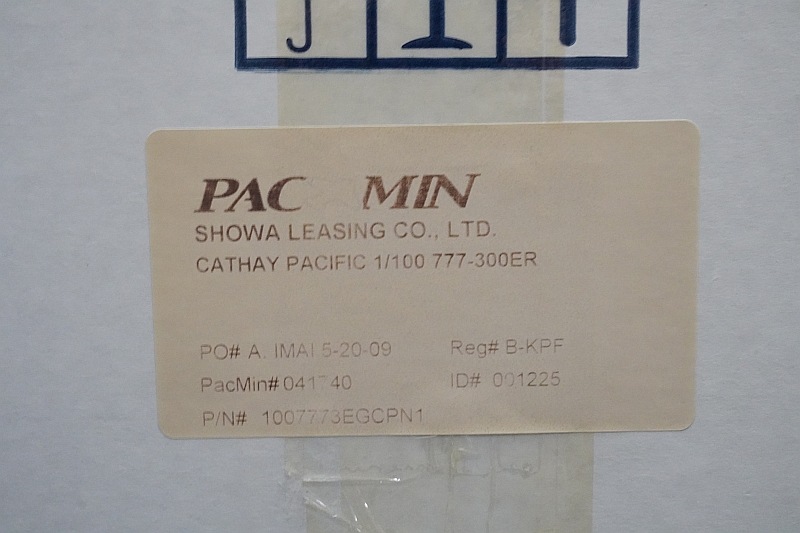 PAC MIN
SHOWA LEASING CO., LTD.
CATHAY PACIFIC 1/100 777-300ER
PO# A. IMAI 5-20-09
Reg# B-KPF
PacMin#
ID# 001225
P/N# 1007773EGCPN1